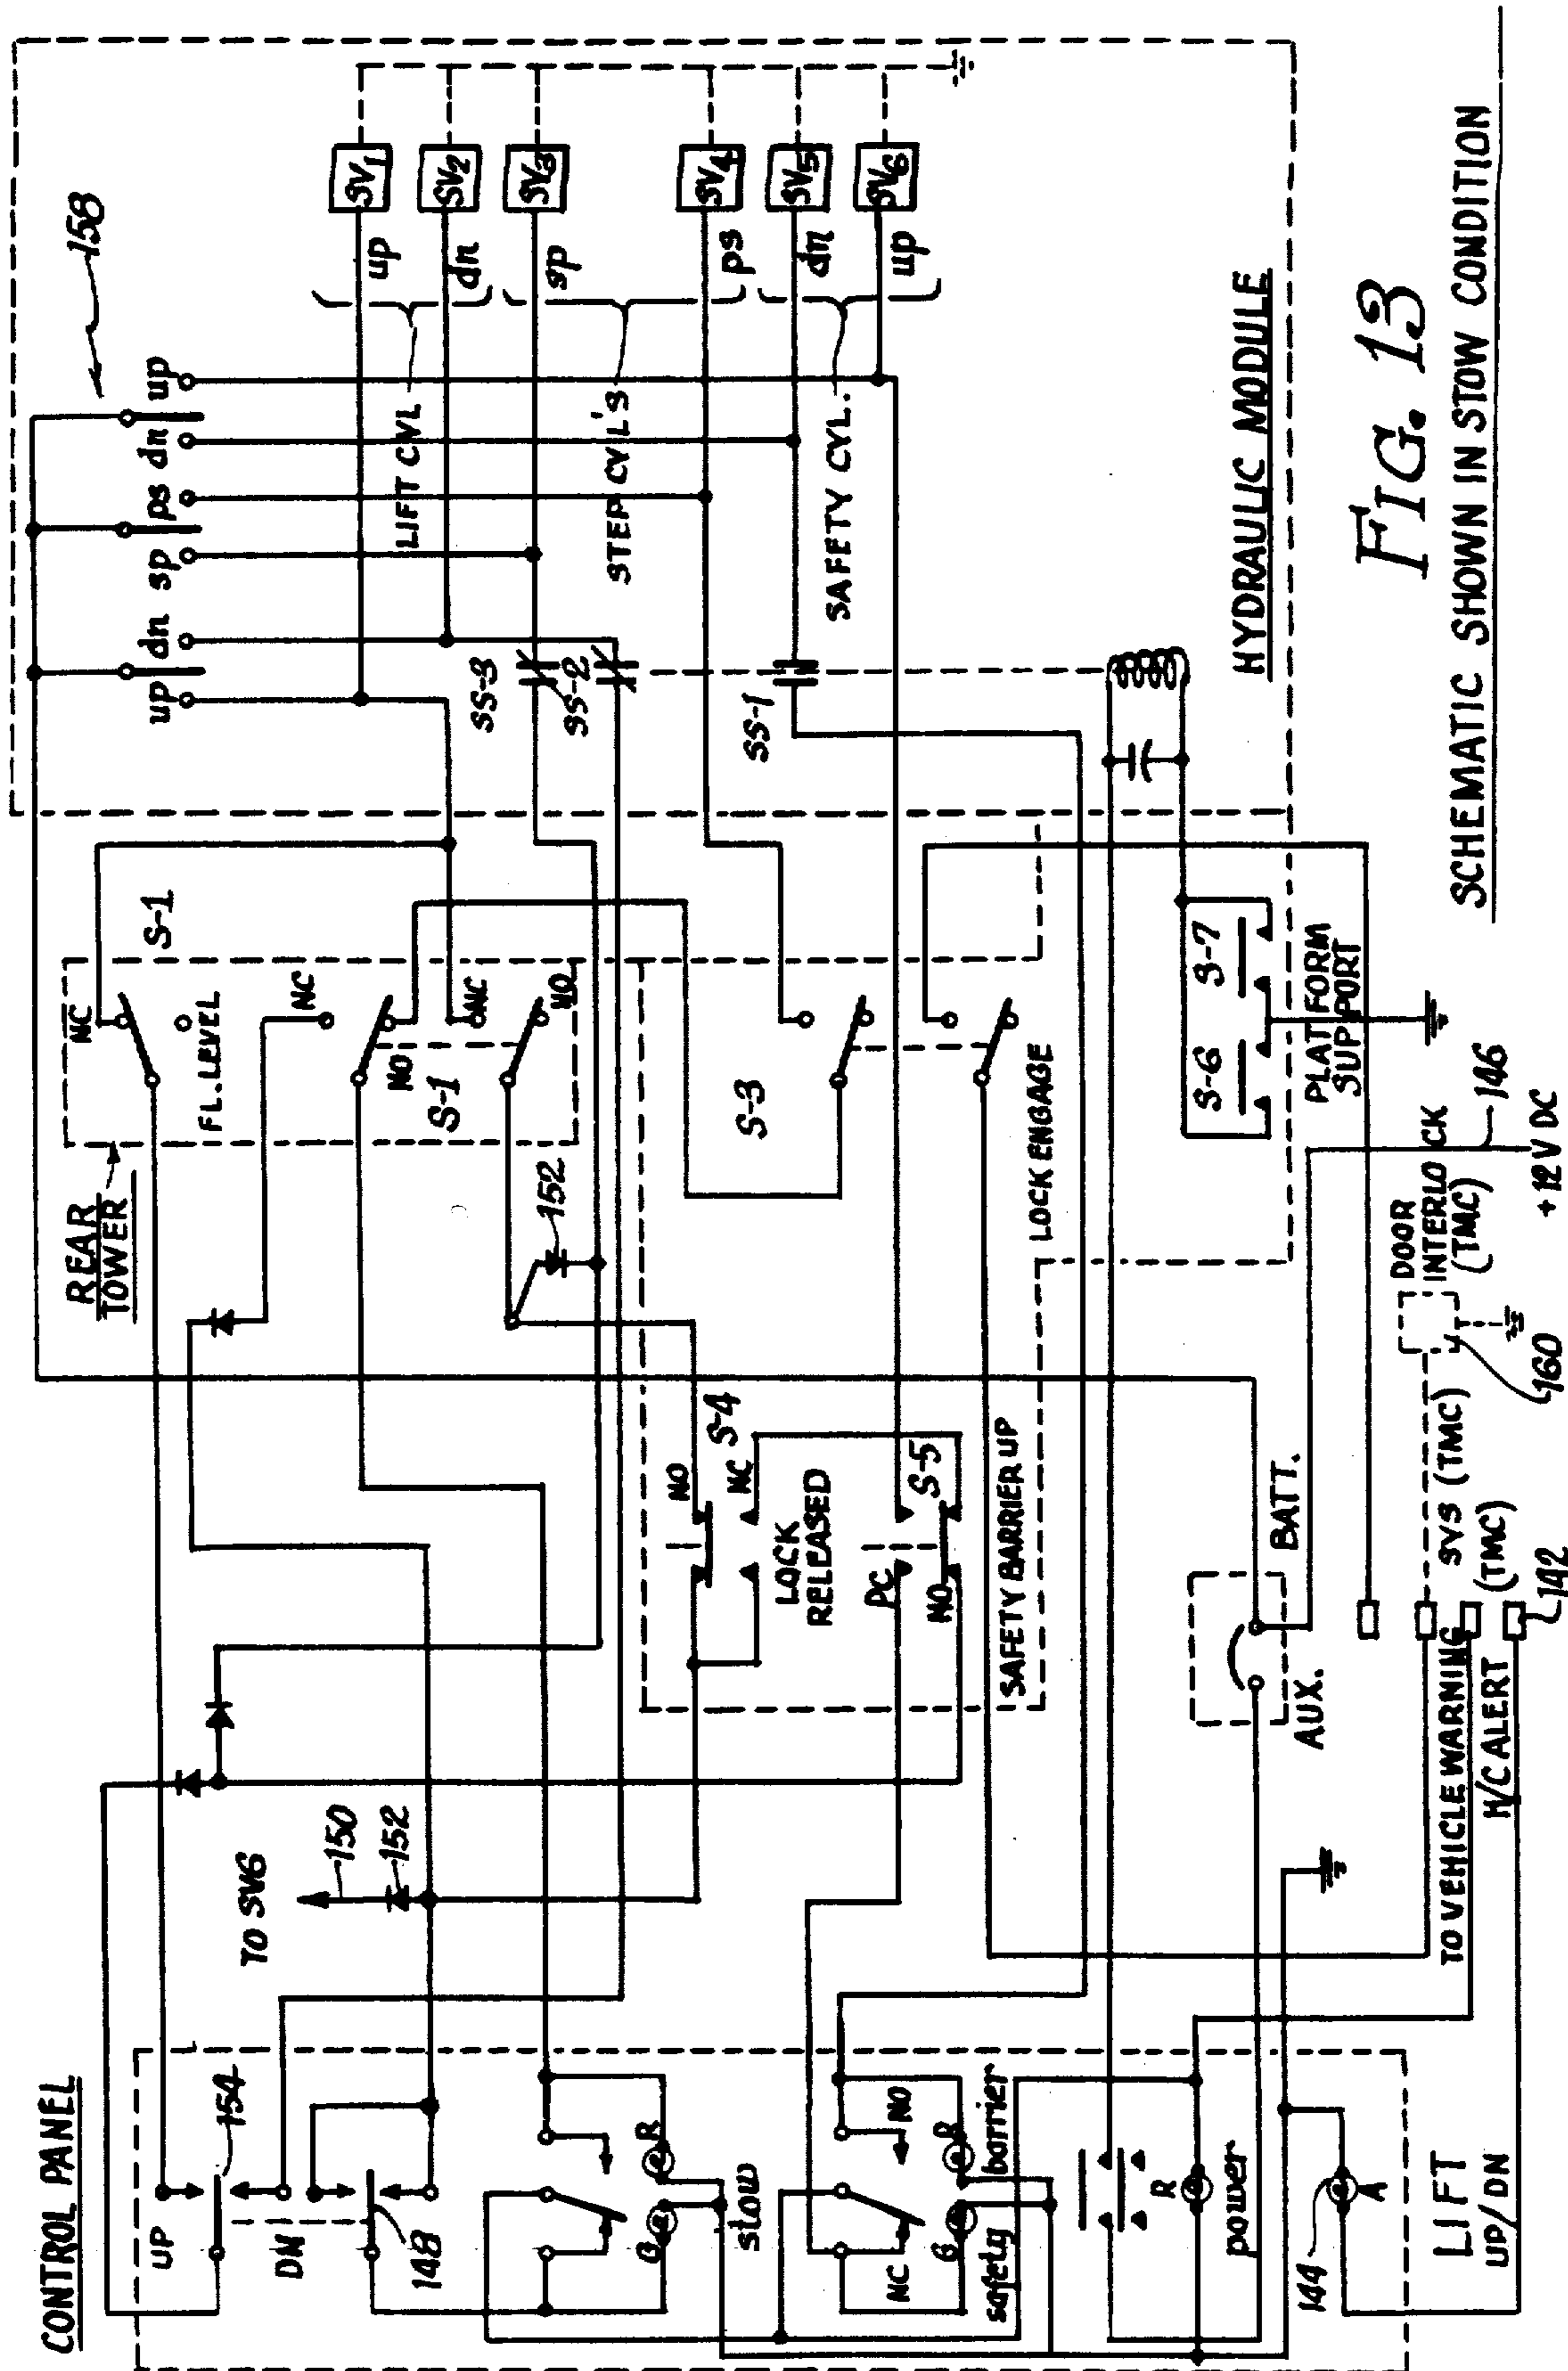 CONTROL PANEL
UP
154
DN
148
G
R
stow
NC
NO
G
R
safety
barrier
R
power
144
A
LIFT
UP/DN
TO SV6
150
152
REAR
TOWER
NC
S-1
FL. LEVEL
NC
NO
S-1
NC
NO
152
S-3
LOCK ENGAGE
NO
S-4
NC
LOCK
RELEASED
PC
S-5
NO
SAFETY BARRIER UP
S-6
S-7
PLATFORM
SUPPORT
AUX.
BATT.
TO VEHICLE WARNING
SYS (TMC)
H/C ALERT
(TMC)
142
DOOR
INTERLOCK
(TMC)
160
146
+12V DC
158
up
dn
sp
ps
dn
up
SS-3
SS-2
SS-1
LIFT CYL
STEP CYL'S
SAFETY CYL.
up
dn
sp
ps
dn
up
SV1
SV2
SV3
SV4
SV5
SV6
HYDRAULIC MODULE
FIG. 13
SCHEMATIC SHOWN IN STOW CONDITION